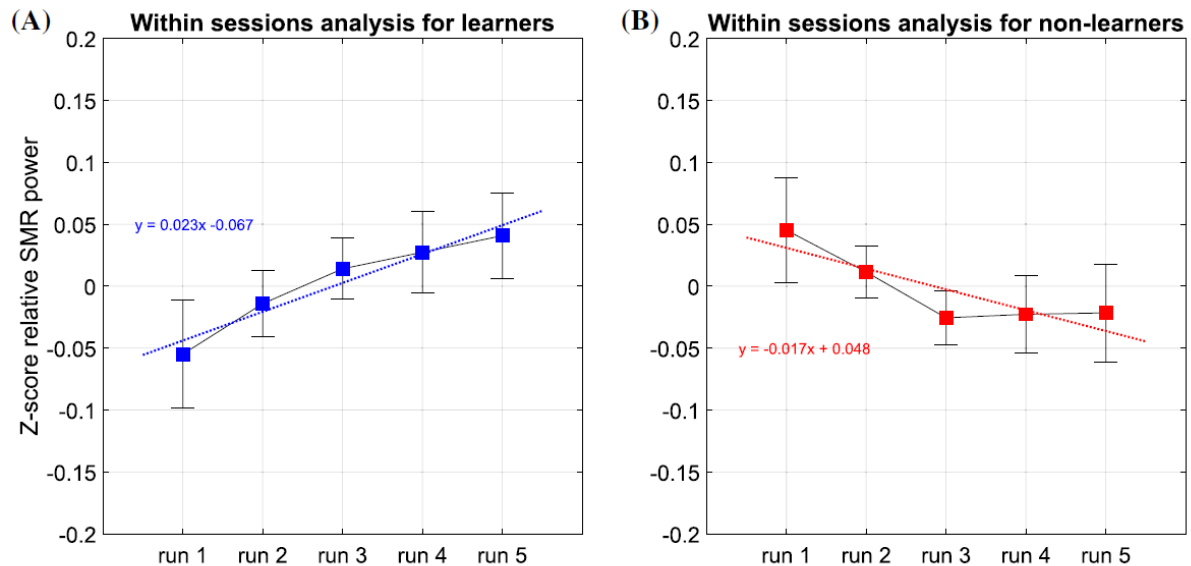 (A)
Within sessions analysis for learners
Z-score relative SMR power
0.2
0.15
0.1
0.05
0
-0.05
-0.1
-0.15
-0.2
y = 0.023x -0.067
run 1 run 2 run 3 run 4 run 5
(B)
Within sessions analysis for non-learners
0.2
0.15
0.1
0.05
0
-0.05
-0.1
-0.15
-0.2
y = -0.017x + 0.048
run 1 run 2 run 3 run 4 run 5